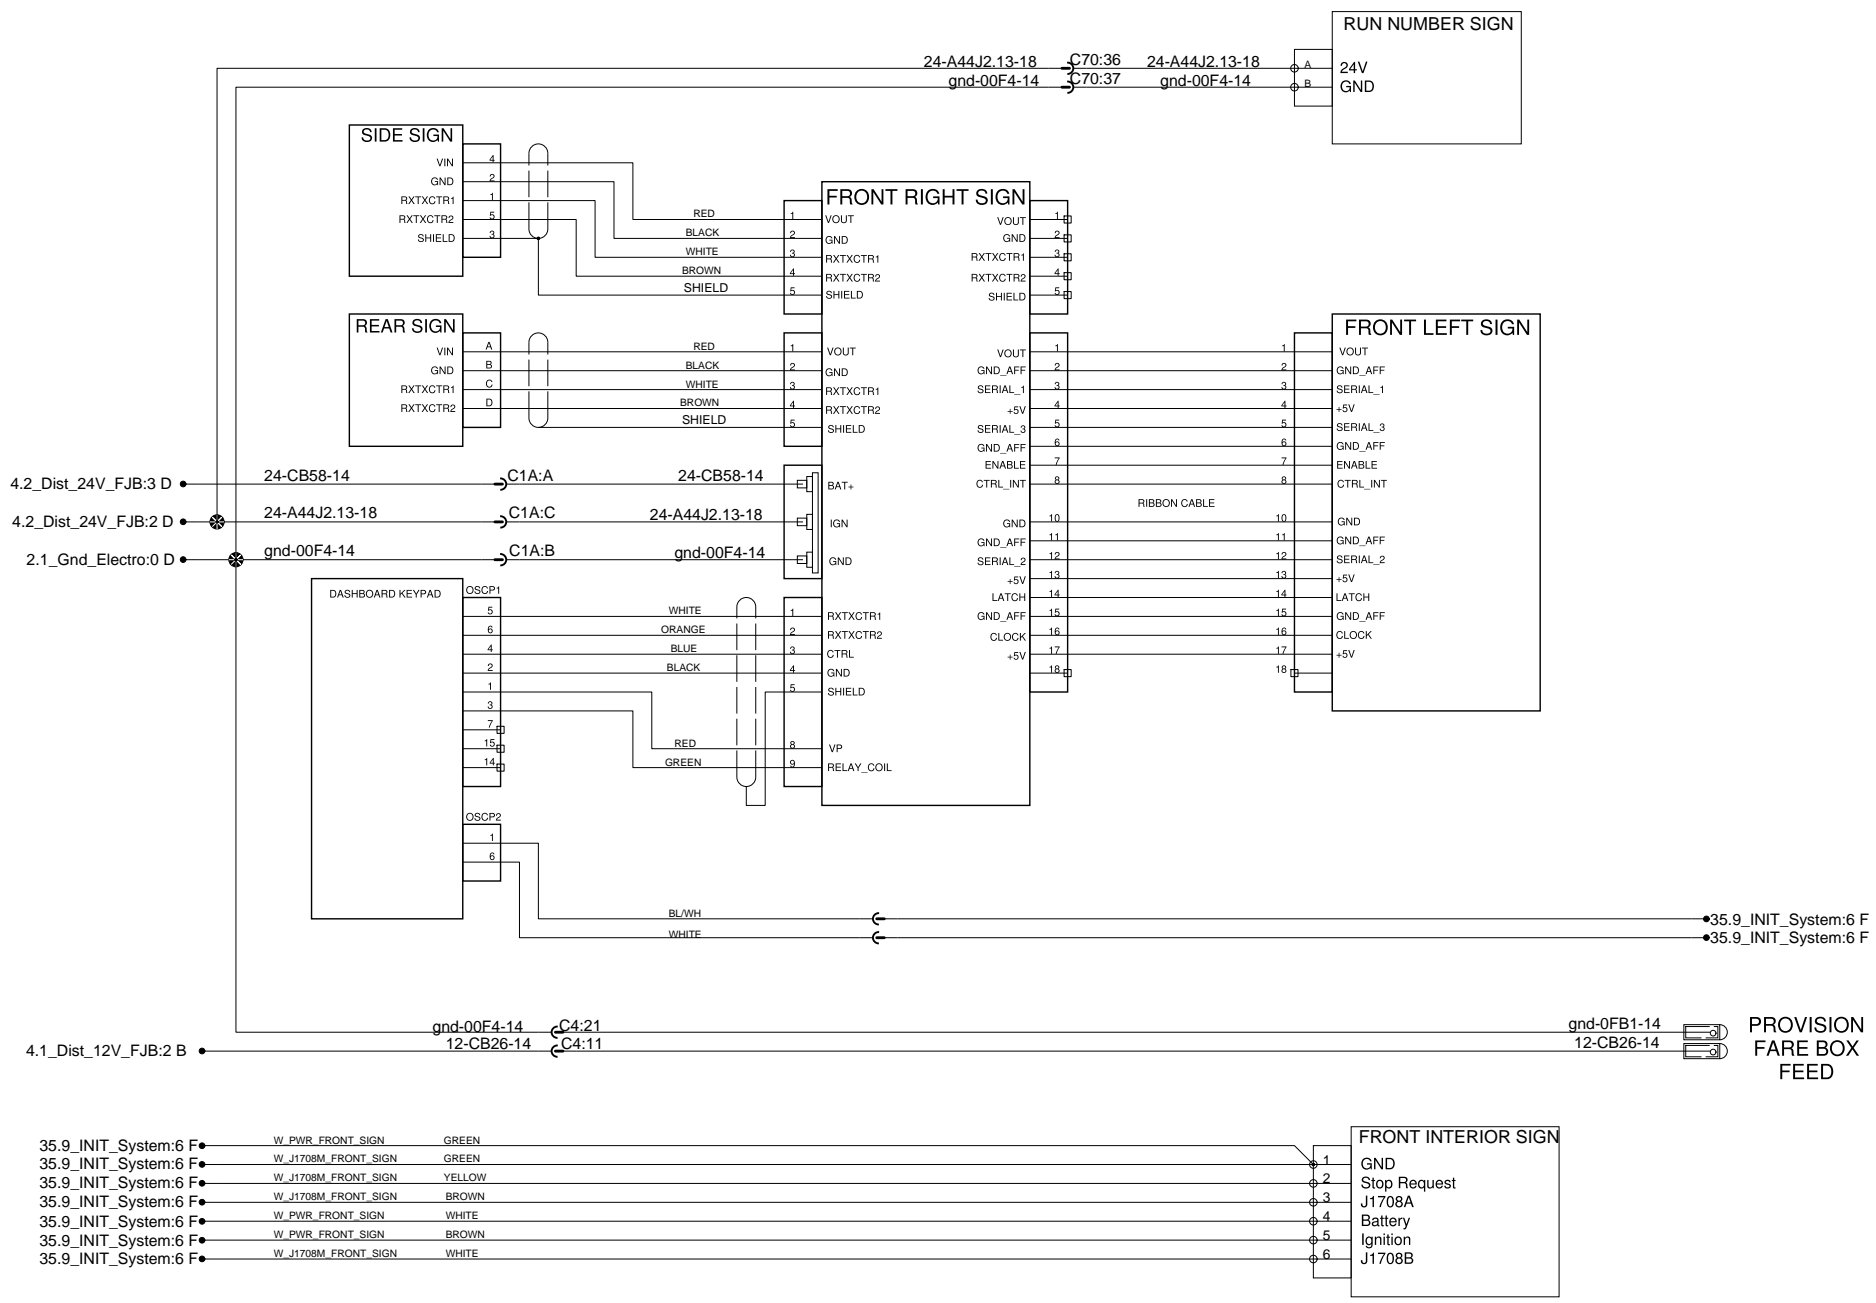 RUN NUMBER SIGN
24-A44J2.13-18 C70:36 24-A44J2.13-18 A 24V
gnd-00F4-14 C70:37 gnd-00F4-14 B GND
SIDE SIGN
VIN 4
GND 2
RXTXCTR1 1
RXTXCTR2 5
SHIELD 3
RED 1 VOUT
BLACK 2 GND
WHITE 3 RXTXCTR1
BROWN 4 RXTXCTR2
SHIELD 5 SHIELD
FRONT RIGHT SIGN
VOUT 1
GND 2
RXTXCTR1 3
RXTXCTR2 4
SHIELD 5
REAR SIGN
VIN A RED 1 VOUT
GND B BLACK 2 GND
RXTXCTR1 C WHITE 3 RXTXCTR1
RXTXCTR2 D BROWN 4 RXTXCTR2
SHIELD 5 SHIELD
FRONT LEFT SIGN
VOUT 1 1 VOUT
GND_AFF 2 2 GND_AFF
SERIAL_1 3 3 SERIAL_1
+5V 4 4 +5V
SERIAL_3 5 5 SERIAL_3
GND_AFF 6 6 GND_AFF
ENABLE 7 7 ENABLE
CTRL_INT 8 8 CTRL_INT
RIBBON CABLE
GND 10 10 GND
GND_AFF 11 11 GND_AFF
SERIAL_2 12 12 SERIAL_2
+5V 13 13 +5V
LATCH 14 14 LATCH
GND_AFF 15 15 GND_AFF
CLOCK 16 16 CLOCK
+5V 17 17 +5V
18 18
4.2_Dist_24V_FJB:3 D 24-CB58-14 C1A:A 24-CB58-14 BAT+
4.2_Dist_24V_FJB:2 D 24-A44J2.13-18 C1A:C 24-A44J2.13-18 IGN
2.1_Gnd_Electro:0 D gnd-00F4-14 C1A:B gnd-00F4-14 GND
DASHBOARD KEYPAD OSCP1
5 WHITE 1 RXTXCTR1
6 ORANGE 2 RXTXCTR2
4 BLUE 3 CTRL
2 BLACK 4 GND
1 5 SHIELD
3
7
15 RED 8 VP
14 GREEN 9 RELAY_COIL
OSCP2
1
6
BL/WH 35.9_INIT_System:6 F
WHITE 35.9_INIT_System:6 F
gnd-00F4-14 C4:21 gnd-0FB1-14
4.1_Dist_12V_FJB:2 B 12-CB26-14 C4:11 12-CB26-14
PROVISION
FARE BOX
FEED
FRONT INTERIOR SIGN
35.9_INIT_System:6 F W_PWR_FRONT_SIGN GREEN
35.9_INIT_System:6 F W_J1708M_FRONT_SIGN GREEN 1 GND
35.9_INIT_System:6 F W_J1708M_FRONT_SIGN YELLOW 2 Stop Request
35.9_INIT_System:6 F W_J1708M_FRONT_SIGN BROWN 3 J1708A
35.9_INIT_System:6 F W_PWR_FRONT_SIGN WHITE 4 Battery
35.9_INIT_System:6 F W_PWR_FRONT_SIGN BROWN 5 Ignition
35.9_INIT_System:6 F W_J1708M_FRONT_SIGN WHITE 6 J1708B